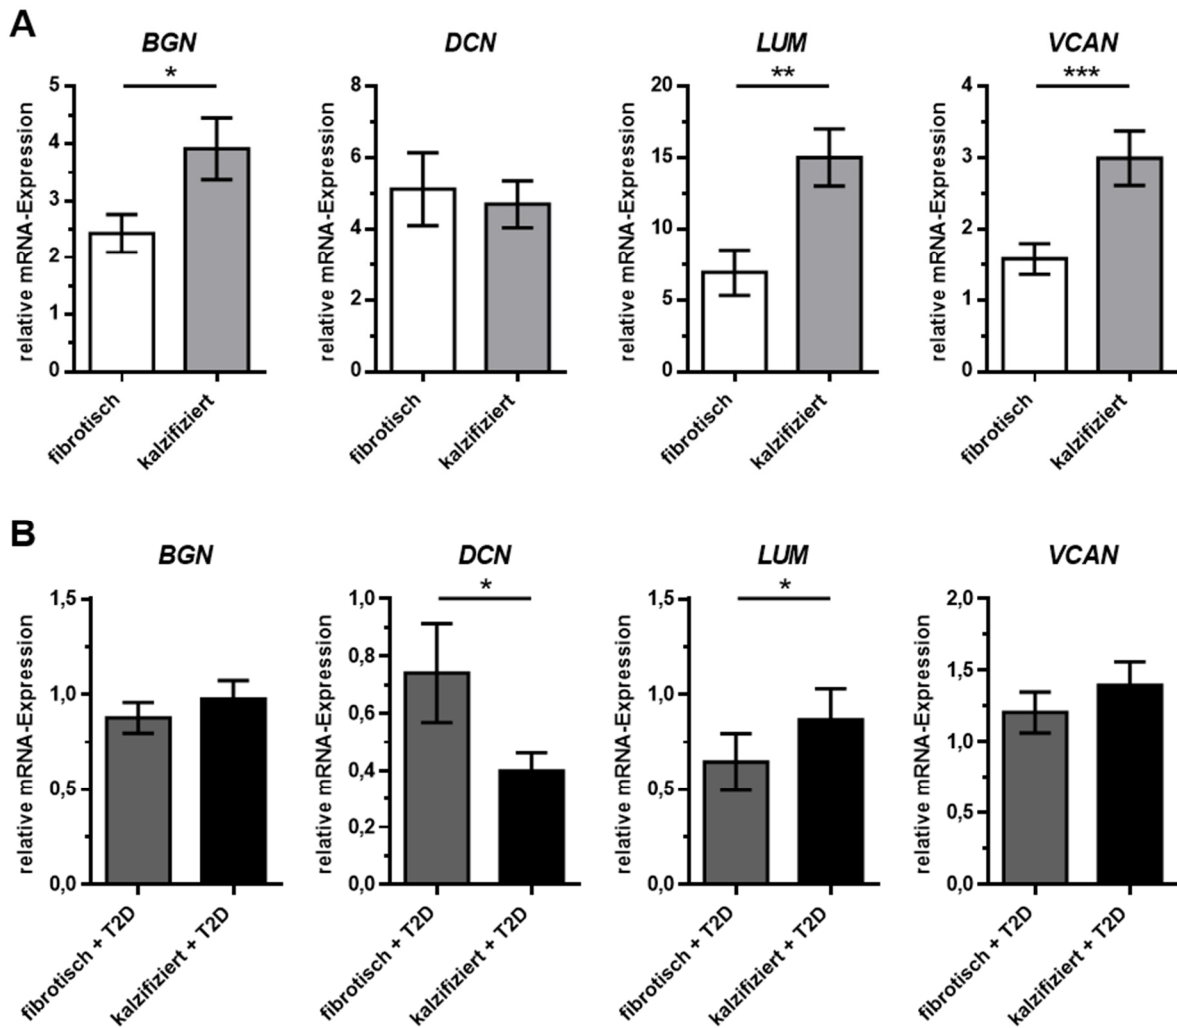 A
BGN
*
relative mRNA-Expression
5
4
3
2
1
0
fibrotisch
kalzifiziert
DCN
relative mRNA-Expression
8
6
4
2
0
fibrotisch
kalzifiziert
LUM
**
relative mRNA-Expression
20
15
10
5
0
fibrotisch
kalzifiziert
VCAN
***
relative mRNA-Expression
4
3
2
1
0
fibrotisch
kalzifiziert
B
BGN
relative mRNA-Expression
1,5
1,0
0,5
0,0
fibrotisch + T2D
kalzifiziert + T2D
DCN
*
relative mRNA-Expression
1,0
0,8
0,6
0,4
0,2
0,0
fibrotisch + T2D
kalzifiziert + T2D
LUM
*
relative mRNA-Expression
1,5
1,0
0,5
0,0
fibrotisch + T2D
kalzifiziert + T2D
VCAN
relative mRNA-Expression
2,0
1,5
1,0
0,5
0,0
fibrotisch + T2D
kalzifiziert + T2D